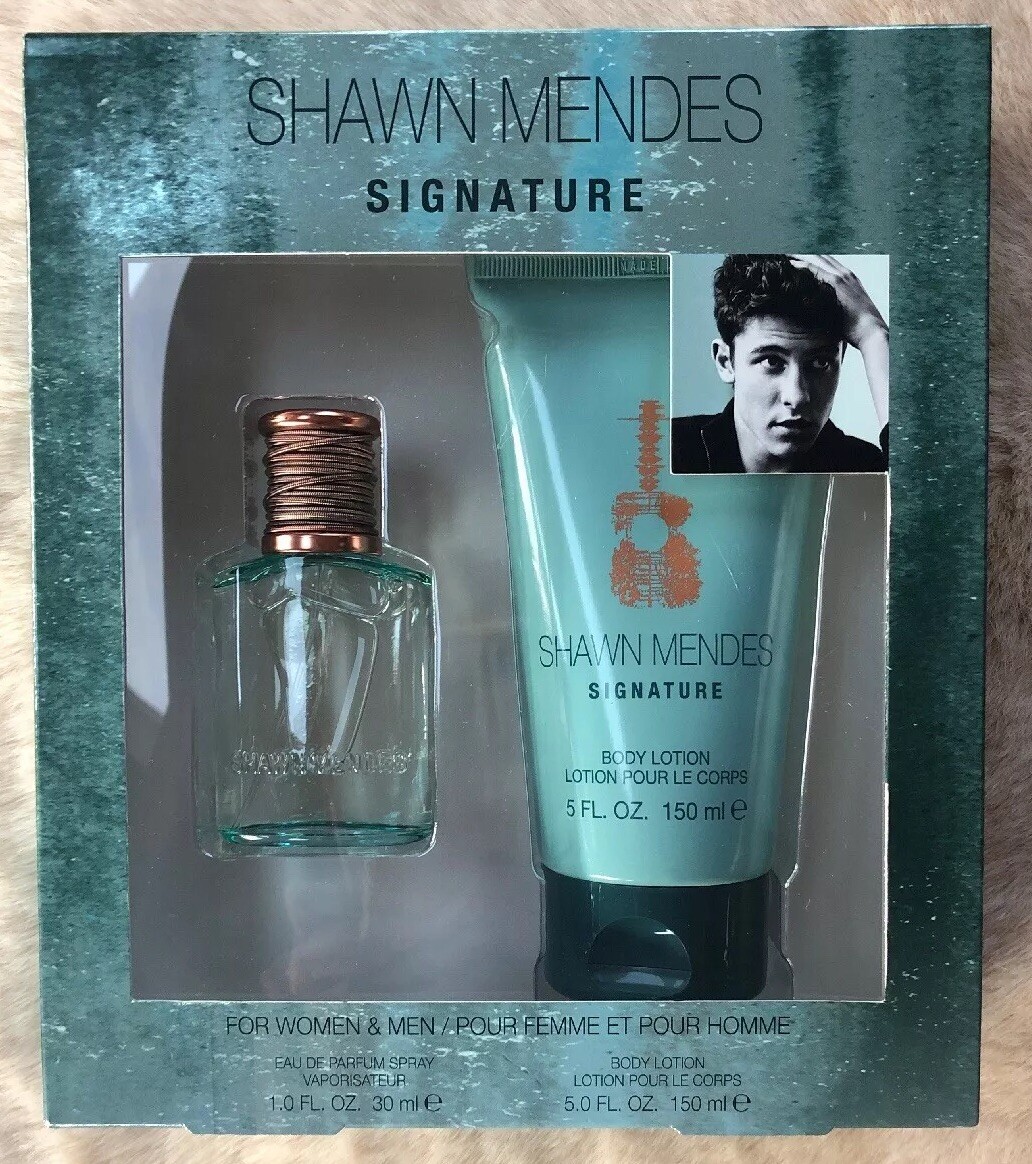 SHAWN MENDES
SIGNATURE
MADE
SHAWN MENDES
SHAWN MENDES
SIGNATURE
BODY LOTION
LOTION POUR LE CORPS
5 FL. OZ. 150 ml ℮
FOR WOMEN & MEN / POUR FEMME ET POUR HOMME
EAU DE PARFUM SPRAY
VAPORISATEUR
1.0 FL. OZ. 30 ml ℮
BODY LOTION
LOTION POUR LE CORPS
5.0 FL. OZ. 150 ml ℮